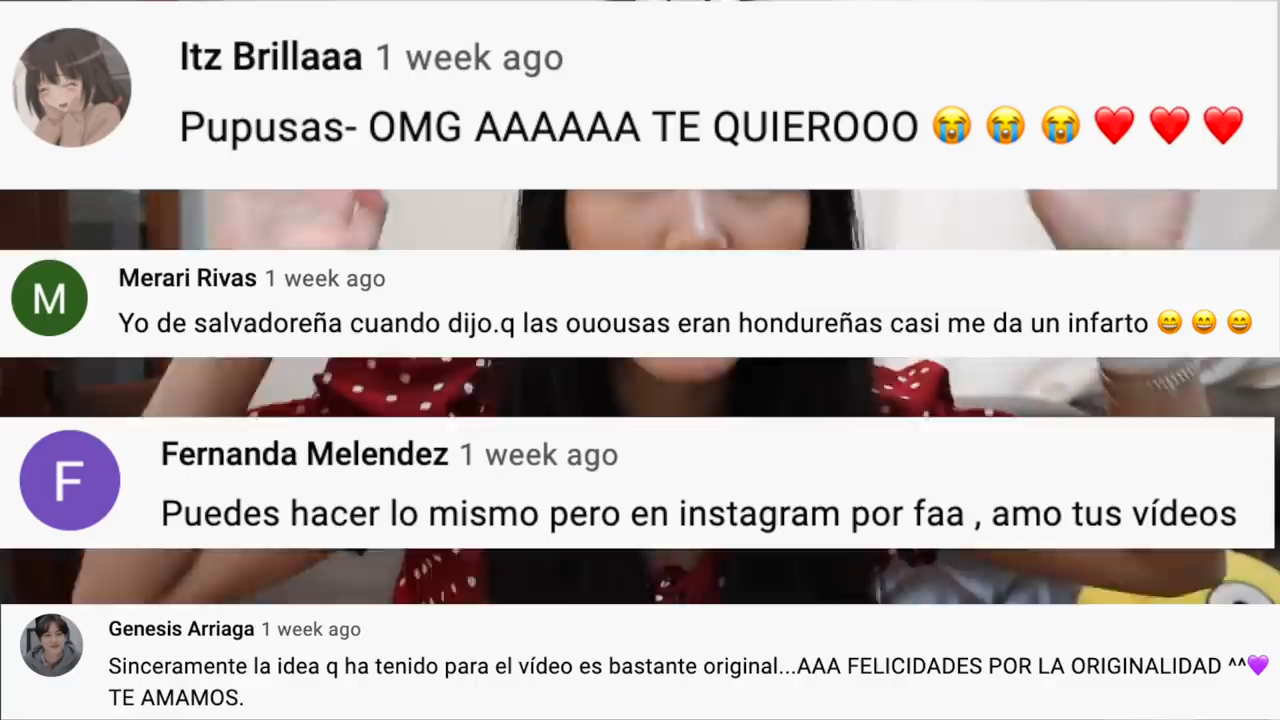 Itz Brillaaa 1 week ago
Pupusas- OMG AAAAAA TE QUIEROOO 😭 😭 😭 ❤️ ❤️ ❤️
M
Merari Rivas 1 week ago
Yo de salvadoreña cuando dijo.q las ououusas eran hondureñas casi me da un infarto 😄 😄 😄
F
Fernanda Melendez 1 week ago
Puedes hacer lo mismo pero en instagram por faa , amo tus vídeos
Genesis Arriaga 1 week ago
Sinceramente la idea q ha tenido para el vídeo es bastante original...AAA FELICIDADES POR LA ORIGINALIDAD ^^💜
TE AMAMOS.